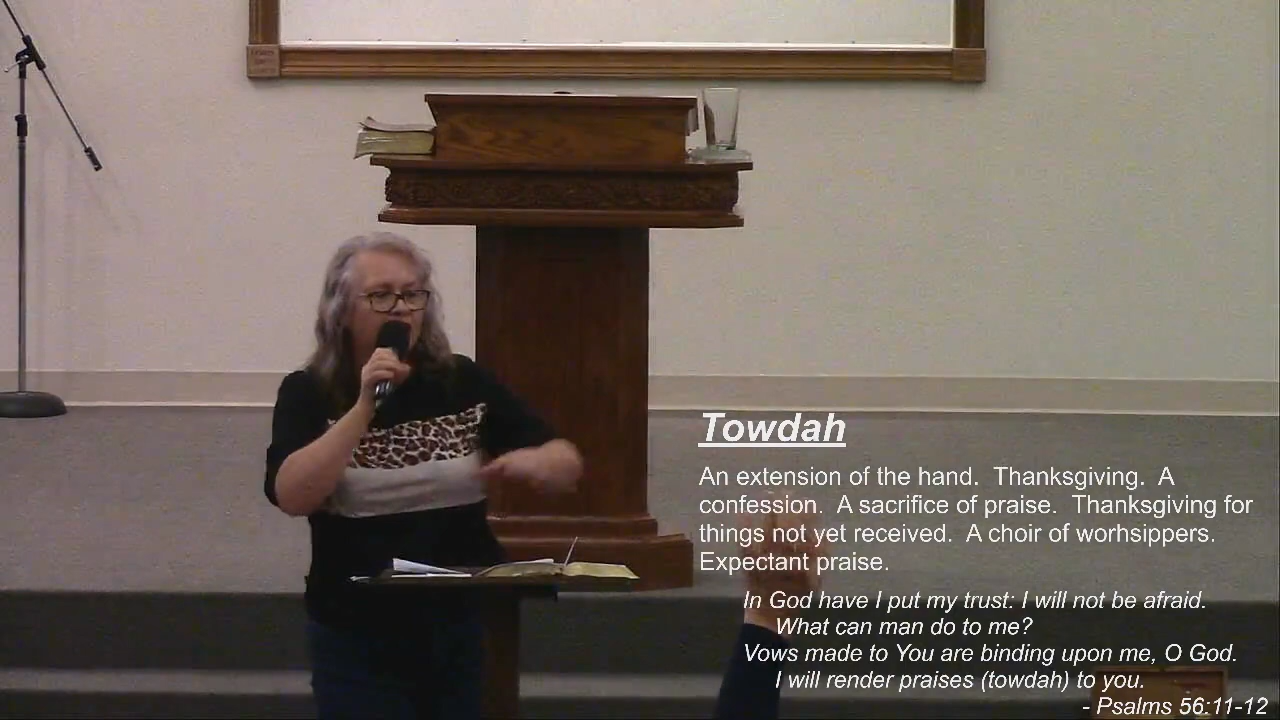 Towdah
An extension of the hand.  Thanksgiving.  A
confession.  A sacrifice of praise.  Thanksgiving for
things not yet received.  A choir of worhsippers.
Expectant praise.
In God have I put my trust: I will not be afraid.
What can man do to me?
Vows made to You are binding upon me, O God.
I will render praises (towdah) to you.
- Psalms 56:11-12